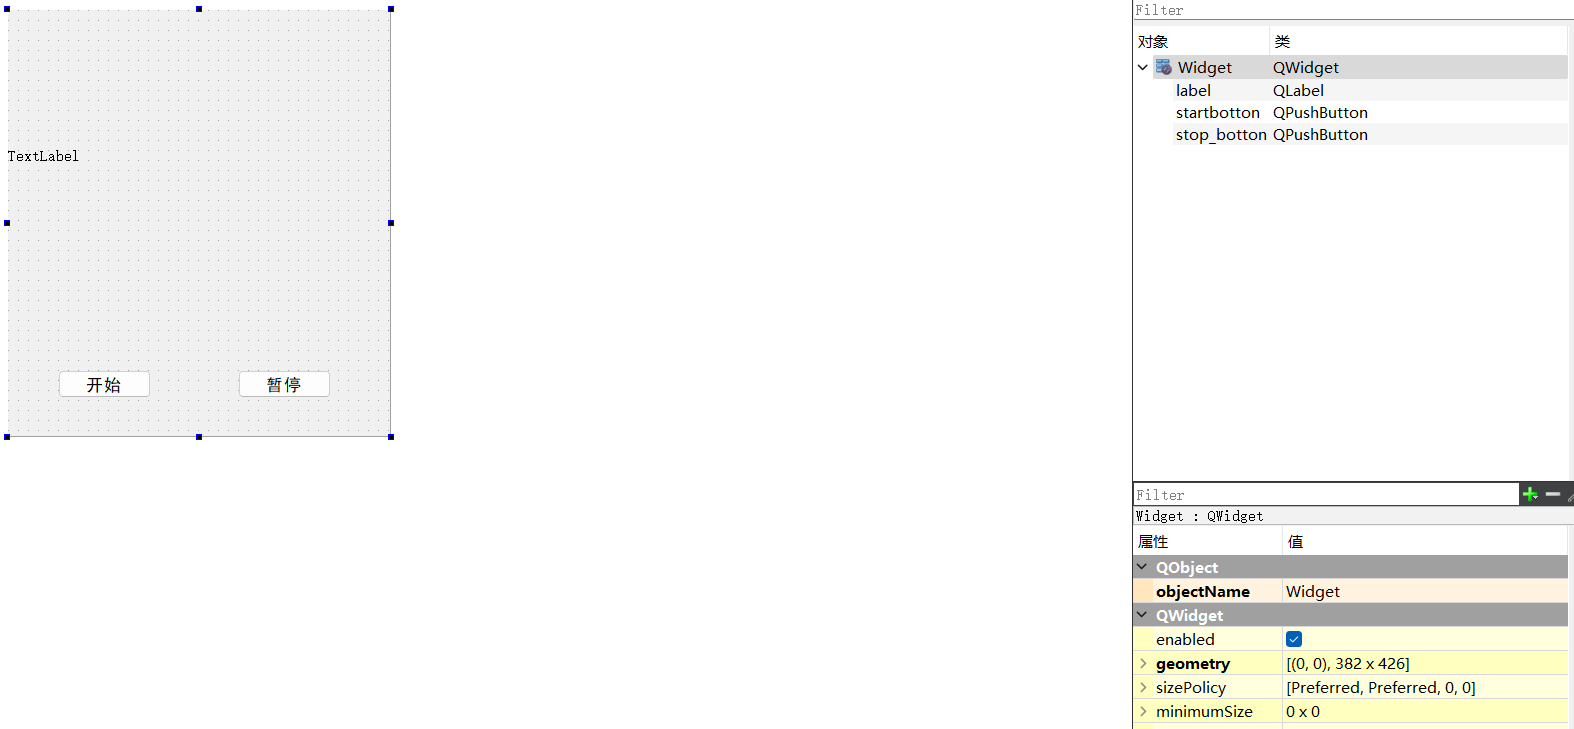 TextLabel
开始 暂停
Filter
对象 类
Widget QWidget
label QLabel
startbotton QPushButton
stop_botton QPushButton
Filter
Widget : QWidget
属性 值
QObject
objectName Widget
QWidget
enabled
geometry [(0, 0), 382 x 426]
sizePolicy [Preferred, Preferred, 0, 0]
minimumSize 0 x 0